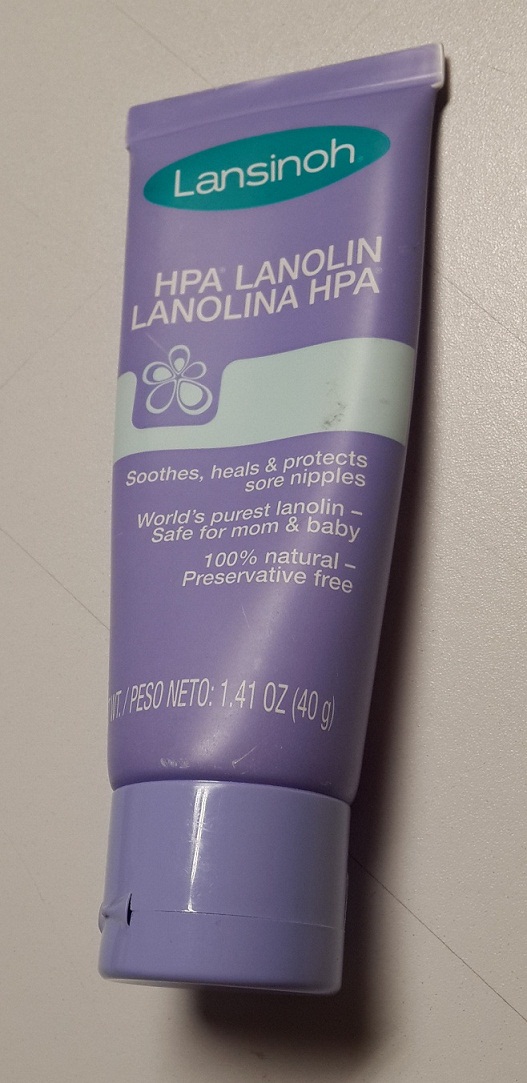 Lansinoh
HPA® LANOLIN
LANOLINA HPA®
Soothes, heals & protects
sore nipples
World's purest lanolin –
Safe for mom & baby
100% natural –
Preservative free
WT. / PESO NETO: 1.41 OZ (40 g)